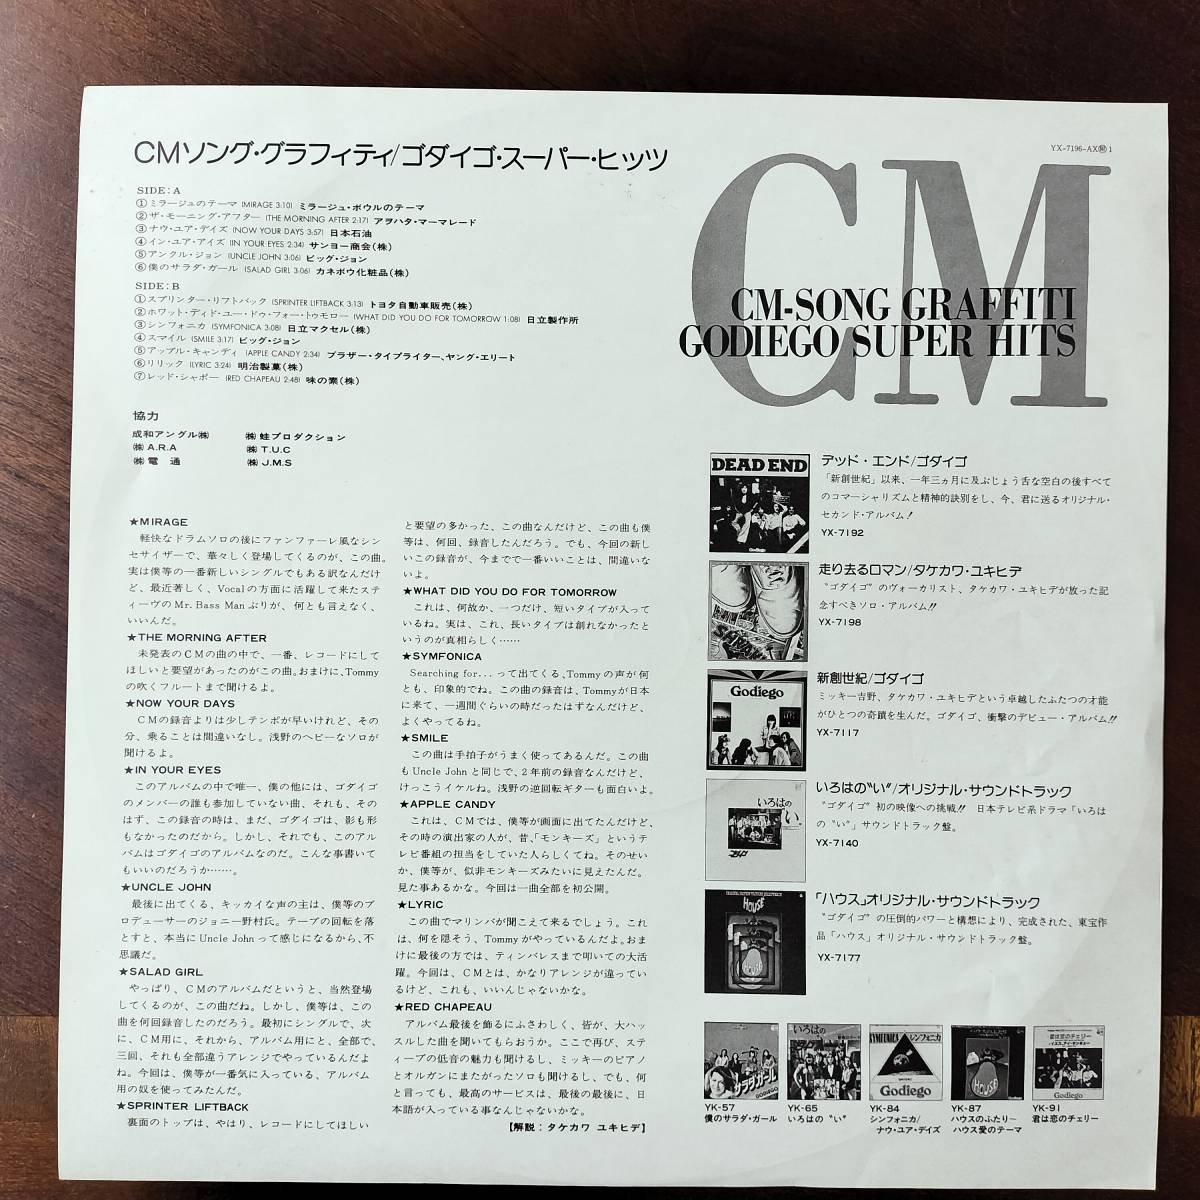 CMソング・グラフィティ/ゴダイゴ・スーパー・ヒッツ
SIDE：A
①ミラージュのテーマ (MIRAGE 3:10) ミラージュ・ボウルのテーマ
②ザ・モーニング・アフター (THE MORNING AFTER 2:17) アヲハタ・マーマレード
③ナウ・ユア・デイズ (NOW YOUR DAYS 3:57) 日本石油
④イン・ユア・アイズ (IN YOUR EYES 2:34) サンヨー商会(株)
⑤アンクル・ジョン (UNCLE JOHN 3:06) ビッグ・ジョン
⑥僕のサラダ・ガール (SALAD GIRL 3:06) カネボウ化粧品(株)
SIDE：B
①スプリンター・リフトバック (SPRINTER LIFTBACK 3:13) トヨタ自動車販売(株)
②ホワット・ディド・ユー・ドゥ・フォー・トゥモロー (WHAT DID YOU DO FOR TOMORROW 1:08) 日立製作所
③シンフォニカ (SYMFONICA 3:08) 日立マクセル(株)
④スマイル (SMILE 3:17) ビッグ・ジョン
⑤アップル・キャンディ (APPLE CANDY 2:34) ブラザー・タイプライター、ヤング・エリート
⑥リリック (LYRIC 3:24) 明治製菓(株)
⑦レッド・シャポー (RED CHAPEAU 2:48) 味の素(株)
協力
成和アングル㈱ ㈱蛙プロダクション
㈱A.R.A ㈱T.U.C
㈱電通 ㈱J.M.S
★MIRAGE
軽快なドラムソロの後にファンファーレ風なシン
セサイザーで、華々しく登場してくるのが、この曲。
実は僕等の一番新しいシングルでもある訳なんだけ
ど、最近著しく、Vocalの方面に活躍して来たスティ
ーヴのMr. Bass Manぶりが、何とも言えなく、
いいんだ。
★THE MORNING AFTER
未発表のCMの曲の中で、一番、レコードにして
ほしいと要望があったのがこの曲。おまけに、Tommy
の吹くフルートまで聞けるよ。
★NOW YOUR DAYS
CMの録音よりは少しテンポが早いけれど、その
分、乗ることは間違いなし。浅野のヘビーなソロが
聞けるよ。
★IN YOUR EYES
このアルバムの中で唯一、僕の他には、ゴダイゴ
のメンバーの誰も参加していない曲、それも、その
はず、この録音の時は、まだ、ゴダイゴは、影も形
もなかったのだから。しかし、それでも、このアル
バムはゴダイゴのアルバムなのだ。こんな事書いて
もいいのだろうか……。
★UNCLE JOHN
最後に出てくる、キッカイな声の主は、僕等のプ
ロデューサーのジョニー野村氏。テープの回転を落
とすと、本当にUncle Johnって感じになるから、不
思議だ。
★SALAD GIRL
やっぱり、CMのアルバムだというと、当然登場
してくるのが、この曲だね。しかし、僕等は、この
曲を何回録音したのだろう。最初にシングルで、次
に、CM用に、それから、アルバム用にと、全部で、
三回、それも全部違うアレンジでやっているんだよ
ね。今回は、僕等が一番気に入っている、アルバム
用の奴を使ってみたんだ。
★SPRINTER LIFTBACK
裏面のトップは、やはり、レコードにしてほしい
と要望の多かった、この曲なんだけど、この曲も僕
等は、何回、録音したんだろう。でも、今回の新し
いこの録音が、今までで一番いいことは、間違いな
いよ。
★WHAT DID YOU DO FOR TOMORROW
これは、何故か、一つだけ、短いタイプが入って
いるね。実は、これ、長いタイプは創れなかったと
いうのが真相らしく……
★SYMFONICA
Searching for...って出てくる、Tommyの声が何
とも、印象的でね。この曲の録音は、Tommyが日本
に来て、一週間ぐらいの時だったはずなんだけど、
よくやってるね。
★SMILE
この曲は手拍子がうまく使ってあるんだ。この曲
もUncle Johnと同じで、2年前の録音なんだけど、
けっこうイケルね。浅野の逆回転ギターも面白いよ。
★APPLE CANDY
これは、CMでは、僕等が画面に出てたんだけど、
その時の演出家の人が、昔、「モンキーズ」というテ
レビ番組の担当をしていた人らしくてね。そのせい
か、僕等が、似非モンキーズみたいに見えたんだ。
見た事あるかな。今回は一曲全部を初公開。
★LYRIC
この曲でマリンバが聞こえて来るでしょう。これ
は、何を隠そう、Tommyがやっているんだよ。おま
けに最後の方では、ティンバレスまで叩いての大活
躍。今回は、CMとは、かなりアレンジが違ってい
るけど、これも、いいんじゃないかな。
★RED CHAPEAU
アルバム最後を飾るにふさわしく、皆が、大ハッ
スルした曲を聞いてもらおうか。ここで再び、ステ
ィーブの低音の魅力も聞けるし、ミッキーのピアノ
とオルガンにまたがったソロも聞けるし、でも、何
と言っても、最高のサービスは、最後の最後に、日
本語が入っている事なんじゃないかな。
【解説：タケカワ ユキヒデ】
YX-7196-AX 1
CM
CM-SONG GRAFFITI
GODIEGO SUPER HITS
DEAD END
Godiego
デッド・エンド/ゴダイゴ
「新創世紀」以来、一年三ヵ月に及ぶじょう舌な空白の後すべて
のコマーシャリズムと精神的訣別をし、今、君に送るオリジナル・
セカンド・アルバム！
YX-7192
走り去るロマン/タケカワ・ユキヒデ
〝ゴダイゴ〟のヴォーカリスト、タケカワ・ユキヒデが放った記
念すべきソロ・アルバム!!
YX-7198
Godiego
新創世紀/ゴダイゴ
ミッキー吉野、タケカワ・ユキヒデという卓越したふたつの才能
がひとつの奇蹟を生んだ。ゴダイゴ、衝撃のデビュー・アルバム!!
YX-7117
いろはの
い
いろはの〝い〟/オリジナル・サウンドトラック
〝ゴダイゴ〟初の映像への挑戦!! 日本テレビ系ドラマ「いろは
の〝い〟」サウンドトラック盤。
YX-7140
HOUSE
「ハウス」オリジナル・サウンドトラック
〝ゴダイゴ〟の圧倒的パワーと構想により、完成された、東宝作
品「ハウス」オリジナル・サウンドトラック盤。
YX-7177
サラダガール
GODIEGO
いろはの
SYMFONICA
シンフォニカ
Godiego
HOUSE
君は恋のチェリー
Godiego
YK-57
僕のサラダ・ガール
YK-65
いろはの〝い〟
YK-84
シンフォニカ/
ナウ・ユア・デイズ
YK-87
ハウスのふたり〜
ハウス愛のテーマ
YK-91
君は恋のチェリー